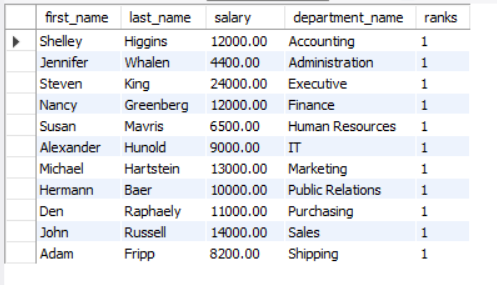 first_name last_name salary department_name ranks
Shelley Higgins 12000.00 Accounting 1
Jennifer Whalen 4400.00 Administration 1
Steven King 24000.00 Executive 1
Nancy Greenberg 12000.00 Finance 1
Susan Mavris 6500.00 Human Resources 1
Alexander Hunold 9000.00 IT 1
Michael Hartstein 13000.00 Marketing 1
Hermann Baer 10000.00 Public Relations 1
Den Raphaely 11000.00 Purchasing 1
John Russell 14000.00 Sales 1
Adam Fripp 8200.00 Shipping 1